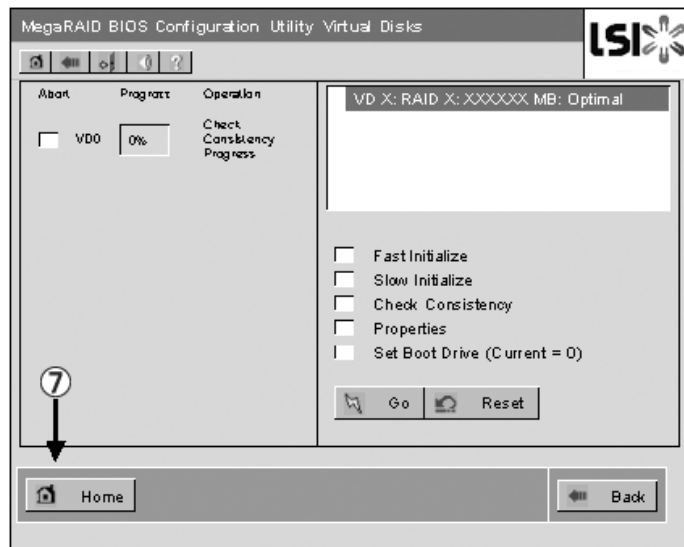 MegaRAID BIOS Configuration Utility Virtual Disks
LSI
?
Abort Progress Operation
VD0 0% Check
Consistency
Progress
VD X: RAID X: XXXXXX MB: Optimal
Fast Initialize
Slow Initialize
Check Consistency
Properties
Set Boot Drive (Current = 0)
Go Reset
⑦
Home Back